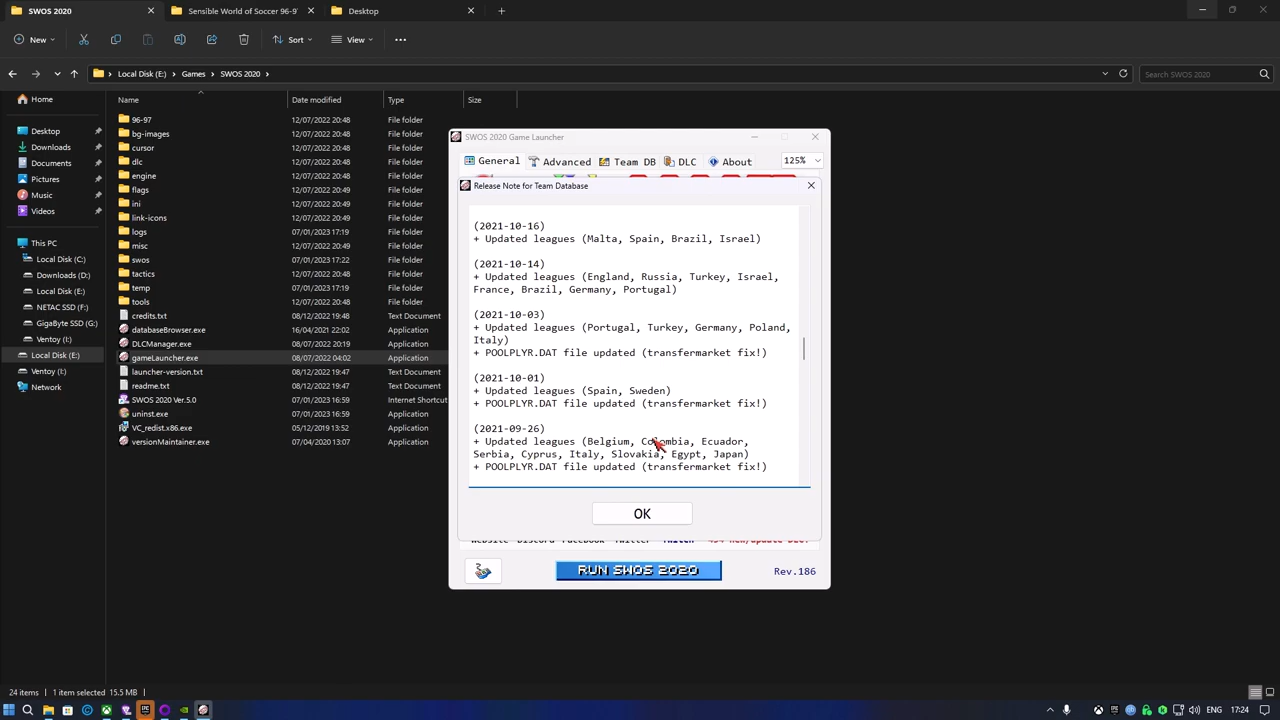 SWOS 2020
Sensible World of Soccer 96-9
Desktop
New
Sort
View
Local Disk (E:)
Games
SWOS 2020
Search SWOS 2020
Name
Date modified
Type
Size
Home
Desktop
Downloads
Documents
Pictures
Music
Videos
This PC
Local Disk (C:)
Downloads (D:)
Local Disk (E:)
NETAC SSD (F:)
GigaByte SSD (G:)
Ventoy (I:)
Local Disk (E:)
Ventoy (I:)
Network
96-97 12/07/2022 20:48 File folder
bg-images 12/07/2022 20:48 File folder
cursor 12/07/2022 20:48 File folder
dlc 12/07/2022 20:48 File folder
engine 12/07/2022 20:48 File folder
flags 12/07/2022 20:48 File folder
ini 12/07/2022 20:49 File folder
link-icons 12/07/2022 20:49 File folder
logs 07/01/2023 17:19 File folder
misc 12/07/2022 20:49 File folder
swos 07/01/2023 17:22 File folder
tactics 12/07/2022 20:48 File folder
temp 07/01/2023 17:19 File folder
tools 12/07/2022 20:48 File folder
credits.txt 08/12/2022 19:48 Text Document
databaseBrowser.exe 16/04/2021 22:02 Application
DLCManager.exe 08/07/2022 20:19 Application
gameLauncher.exe 08/07/2022 04:02 Application
launcher-version.txt 08/12/2022 19:47 Text Document
readme.txt 08/12/2022 19:47 Text Document
SWOS 2020 Ver.5.0 07/01/2023 16:59 Internet Shortcut
uninst.exe 07/01/2023 16:59 Application
VC_redist.x86.exe 07/12/2019 13:52 Application
versionMaintainer.exe 07/04/2020 13:07 Application
SWOS 2020 Game Launcher
General
Advanced
Team DB
DLC
About
125%
Release Note for Team Database
(2021-10-16)
+ Updated leagues (Malta, Spain, Brazil, Israel)
(2021-10-14)
+ Updated leagues (England, Russia, Turkey, Israel,
France, Brazil, Germany, Portugal)
(2021-10-03)
+ Updated leagues (Portugal, Turkey, Germany, Poland,
Italy)
+ POOLPLYR.DAT file updated (transfermarket fix!)
(2021-10-01)
+ Updated leagues (Spain, Sweden)
+ POOLPLYR.DAT file updated (transfermarket fix!)
(2021-09-26)
+ Updated leagues (Belgium, Colombia, Ecuador,
Serbia, Cyprus, Italy, Slovakia, Egypt, Japan)
+ POOLPLYR.DAT file updated (transfermarket fix!)
OK
RUN SWOS 2020
Rev.186
24 items
1 item selected 15.5 MB
ENG
17:24